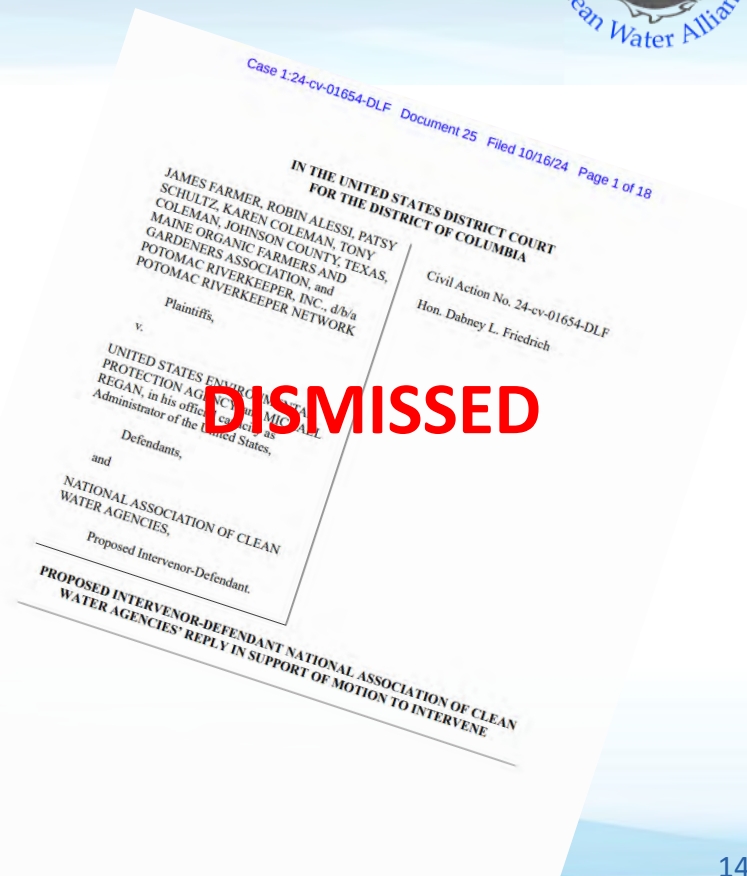 ean Water Allian
Case 1:24-cv-01654-DLF Document 25 Filed 10/16/24 Page 1 of 18
IN THE UNITED STATES DISTRICT COURT
FOR THE DISTRICT OF COLUMBIA
JAMES FARMER, ROBIN ALESSI, PATSY
SCHULTZ, KAREN COLEMAN, TONY
COLEMAN, JOHNSON COUNTY, TEXAS,
MAINE ORGANIC FARMERS AND
GARDENERS ASSOCIATION, and
POTOMAC RIVERKEEPER, INC., d/b/a
POTOMAC RIVERKEEPER NETWORK
Plaintiffs,
v.
UNITED STATES ENVIRONMENTAL
PROTECTION AGENCY and MICHAEL
REGAN, in his official capacity as
Administrator of the United States,
Defendants,
and
NATIONAL ASSOCIATION OF CLEAN
WATER AGENCIES,
Proposed Intervenor-Defendant.
Civil Action No. 24-cv-01654-DLF
Hon. Dabney L. Friedrich
DISMISSED
PROPOSED INTERVENOR-DEFENDANT NATIONAL ASSOCIATION OF CLEAN
WATER AGENCIES' REPLY IN SUPPORT OF MOTION TO INTERVENE
14